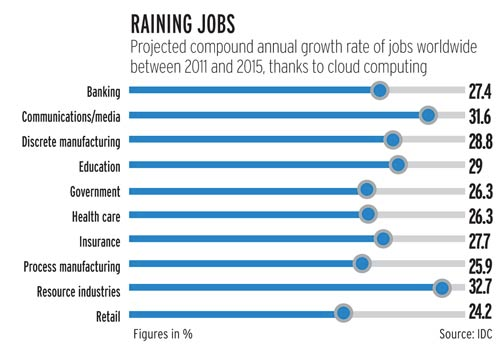 RAINING JOBS
Projected compound annual growth rate of jobs worldwide
between 2011 and 2015, thanks to cloud computing
Banking 27.4
Communications/media 31.6
Discrete manufacturing 28.8
Education 29
Government 26.3
Health care 26.3
Insurance 27.7
Process manufacturing 25.9
Resource industries 32.7
Retail 24.2
Figures in % Source: IDC